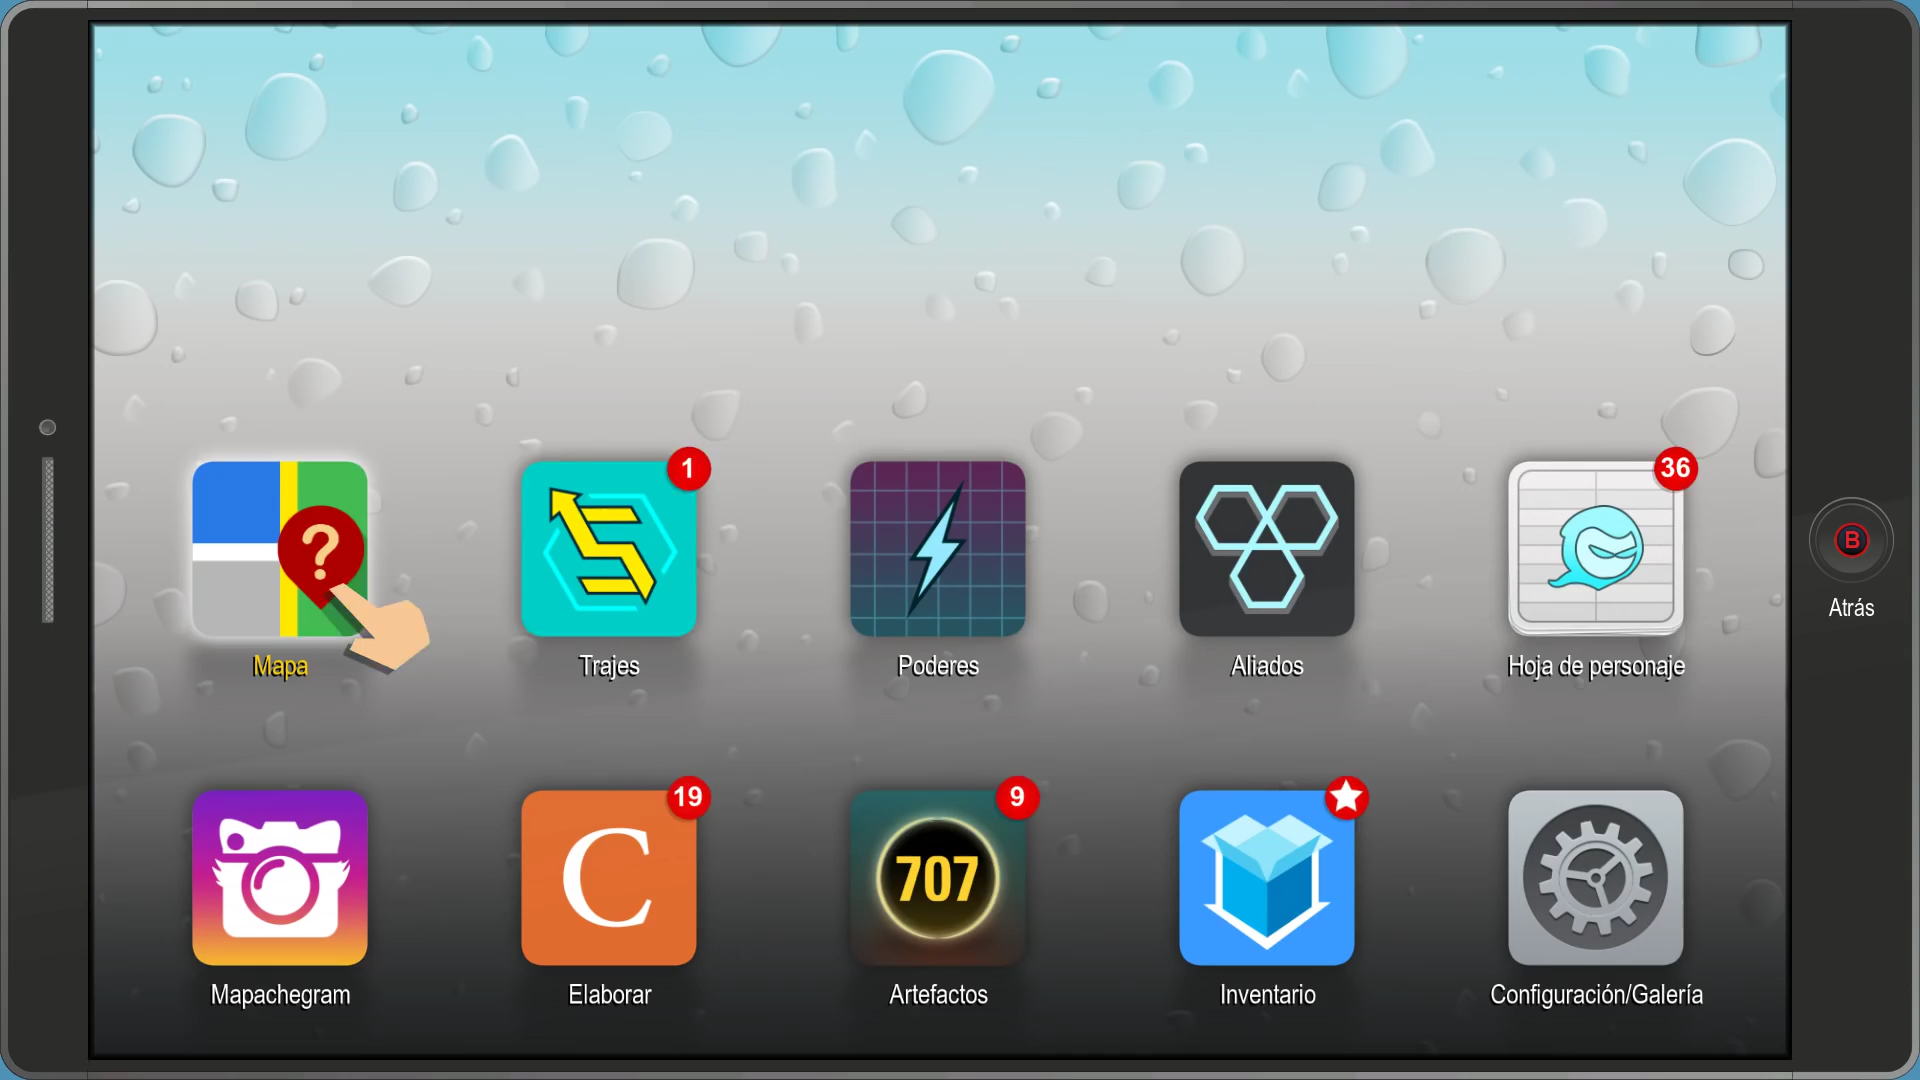 1
36
?
B
Atrás
Mapa
Trajes
Poderes
Aliados
Hoja de personaje
19
9
C
707
Mapachegram
Elaborar
Artefactos
Inventario
Configuración/Galería